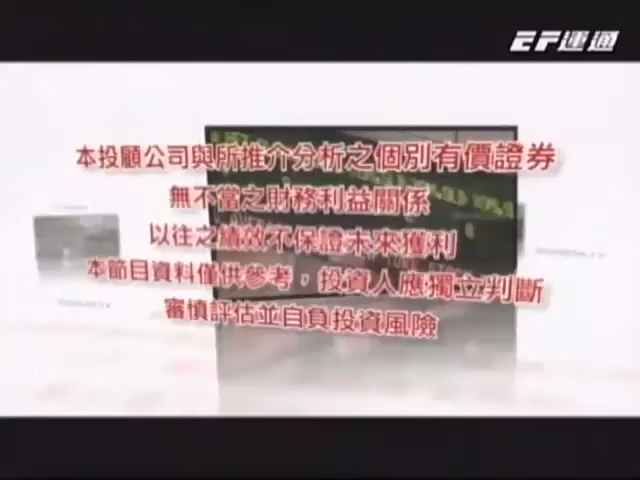 EF運通
本投顧公司與所推介分析之個別有價證券
無不當之財務利益關係
以往之績效不保證未來獲利
本節目資料僅供參考，投資人應獨立判斷
審慎評估並自負投資風險